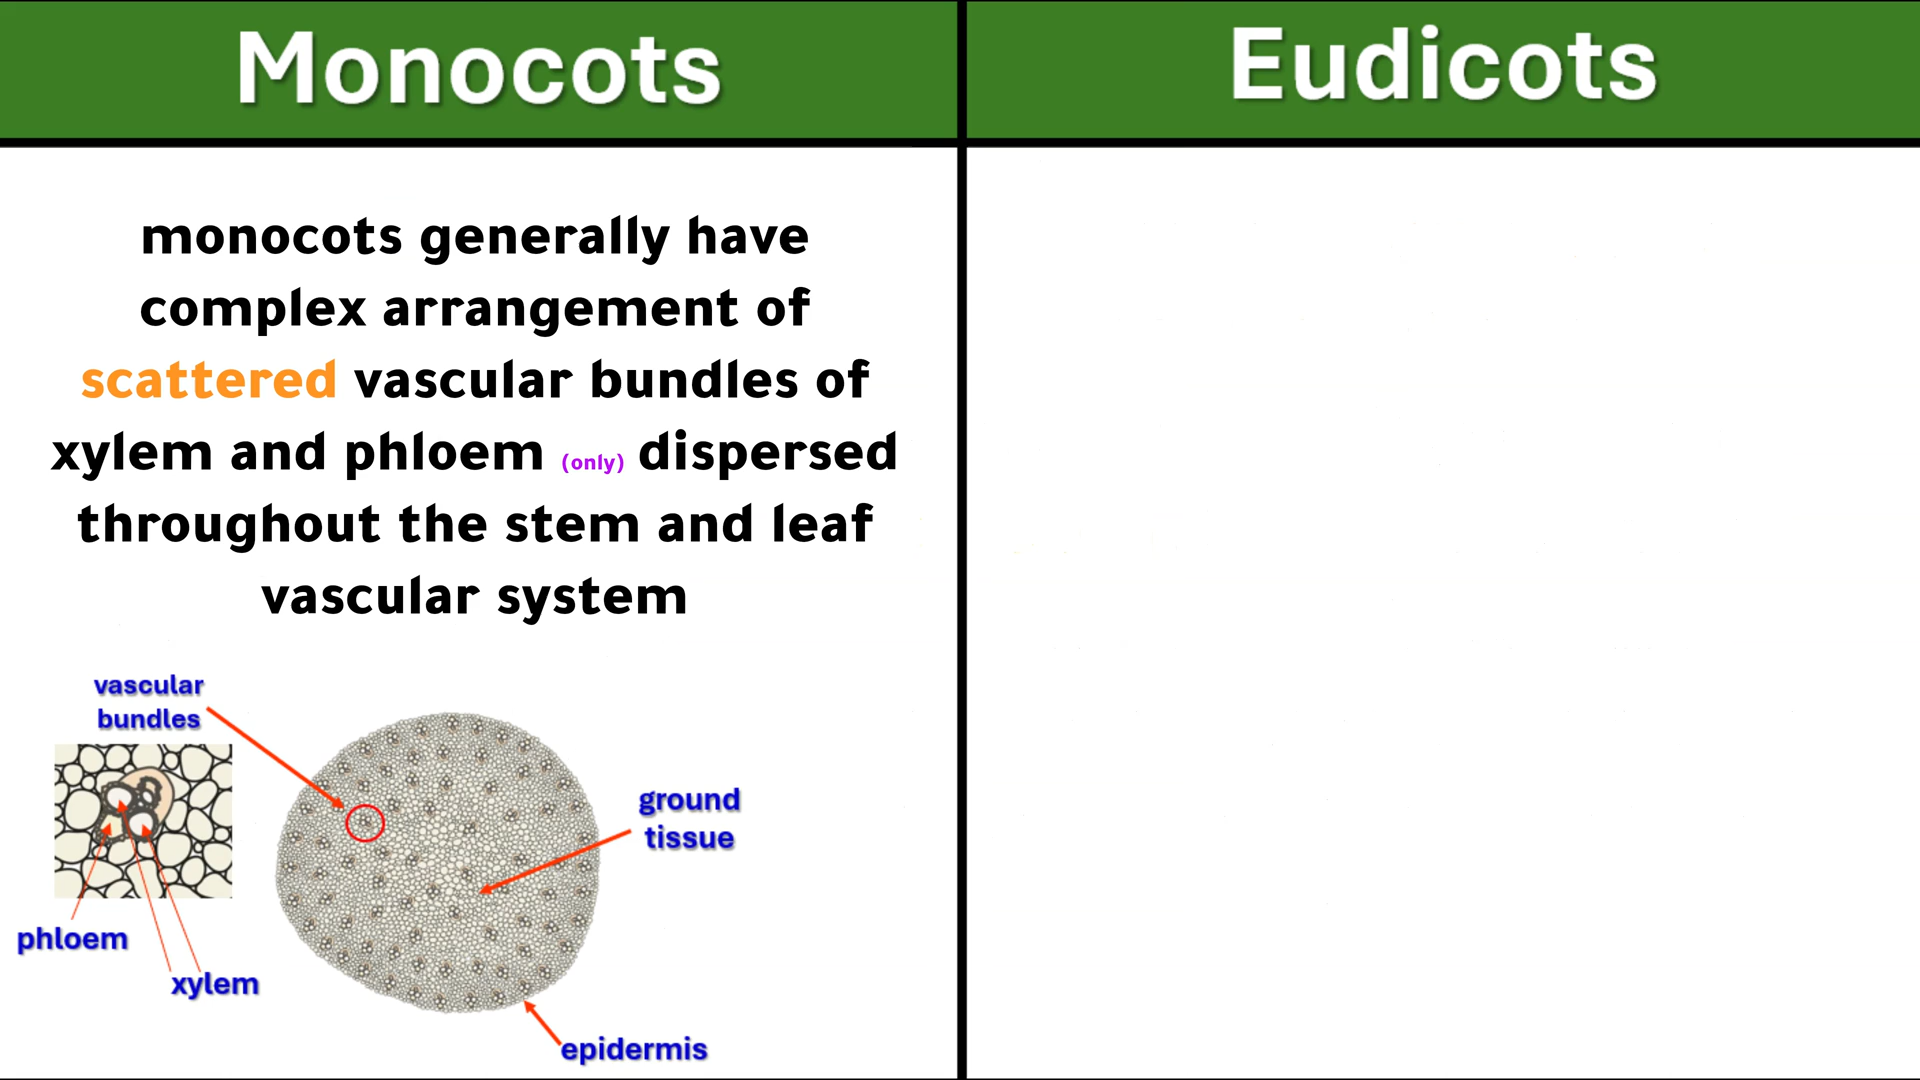 Monocots
Eudicots
monocots generally have
complex arrangement of
scattered vascular bundles of
xylem and phloem (only) dispersed
throughout the stem and leaf
vascular system
vascular
bundles
ground
tissue
phloem
xylem
epidermis